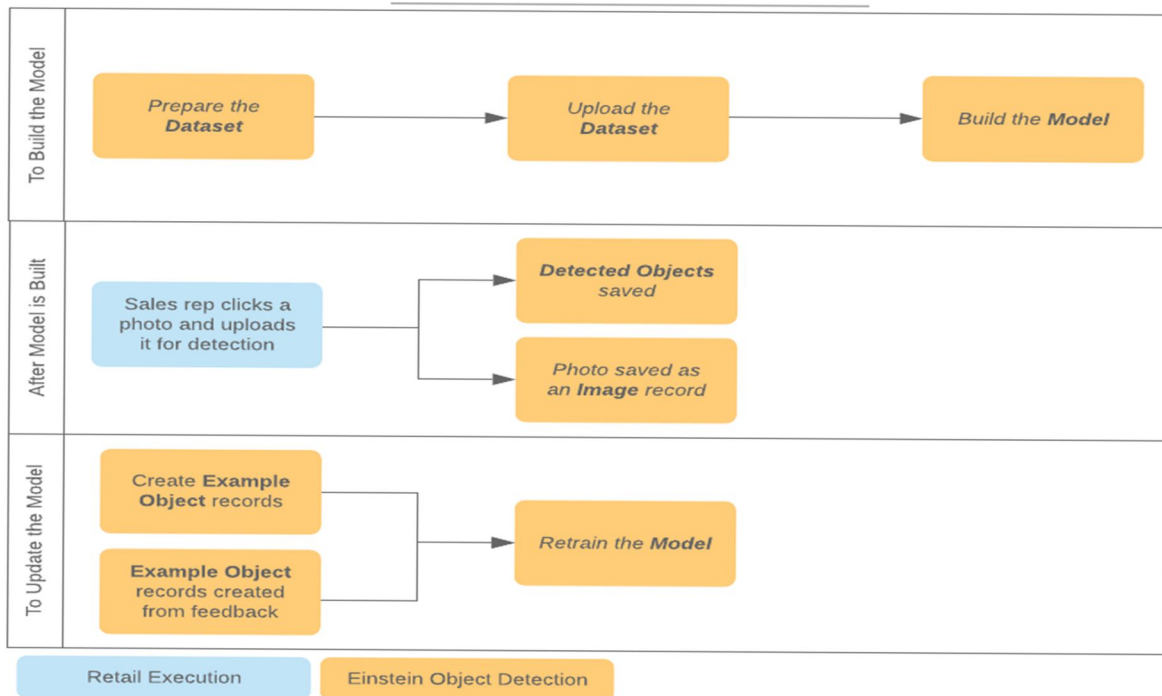 To Build the Model
Prepare the
Dataset
Upload the
Dataset
Build the Model
After Model is Built
Sales rep clicks a
photo and uploads
it for detection
Detected Objects
saved
Photo saved as
an Image record
To Update the Model
Create Example
Object records
Example Object
records created
from feedback
Retrain the Model
Retail Execution
Einstein Object Detection